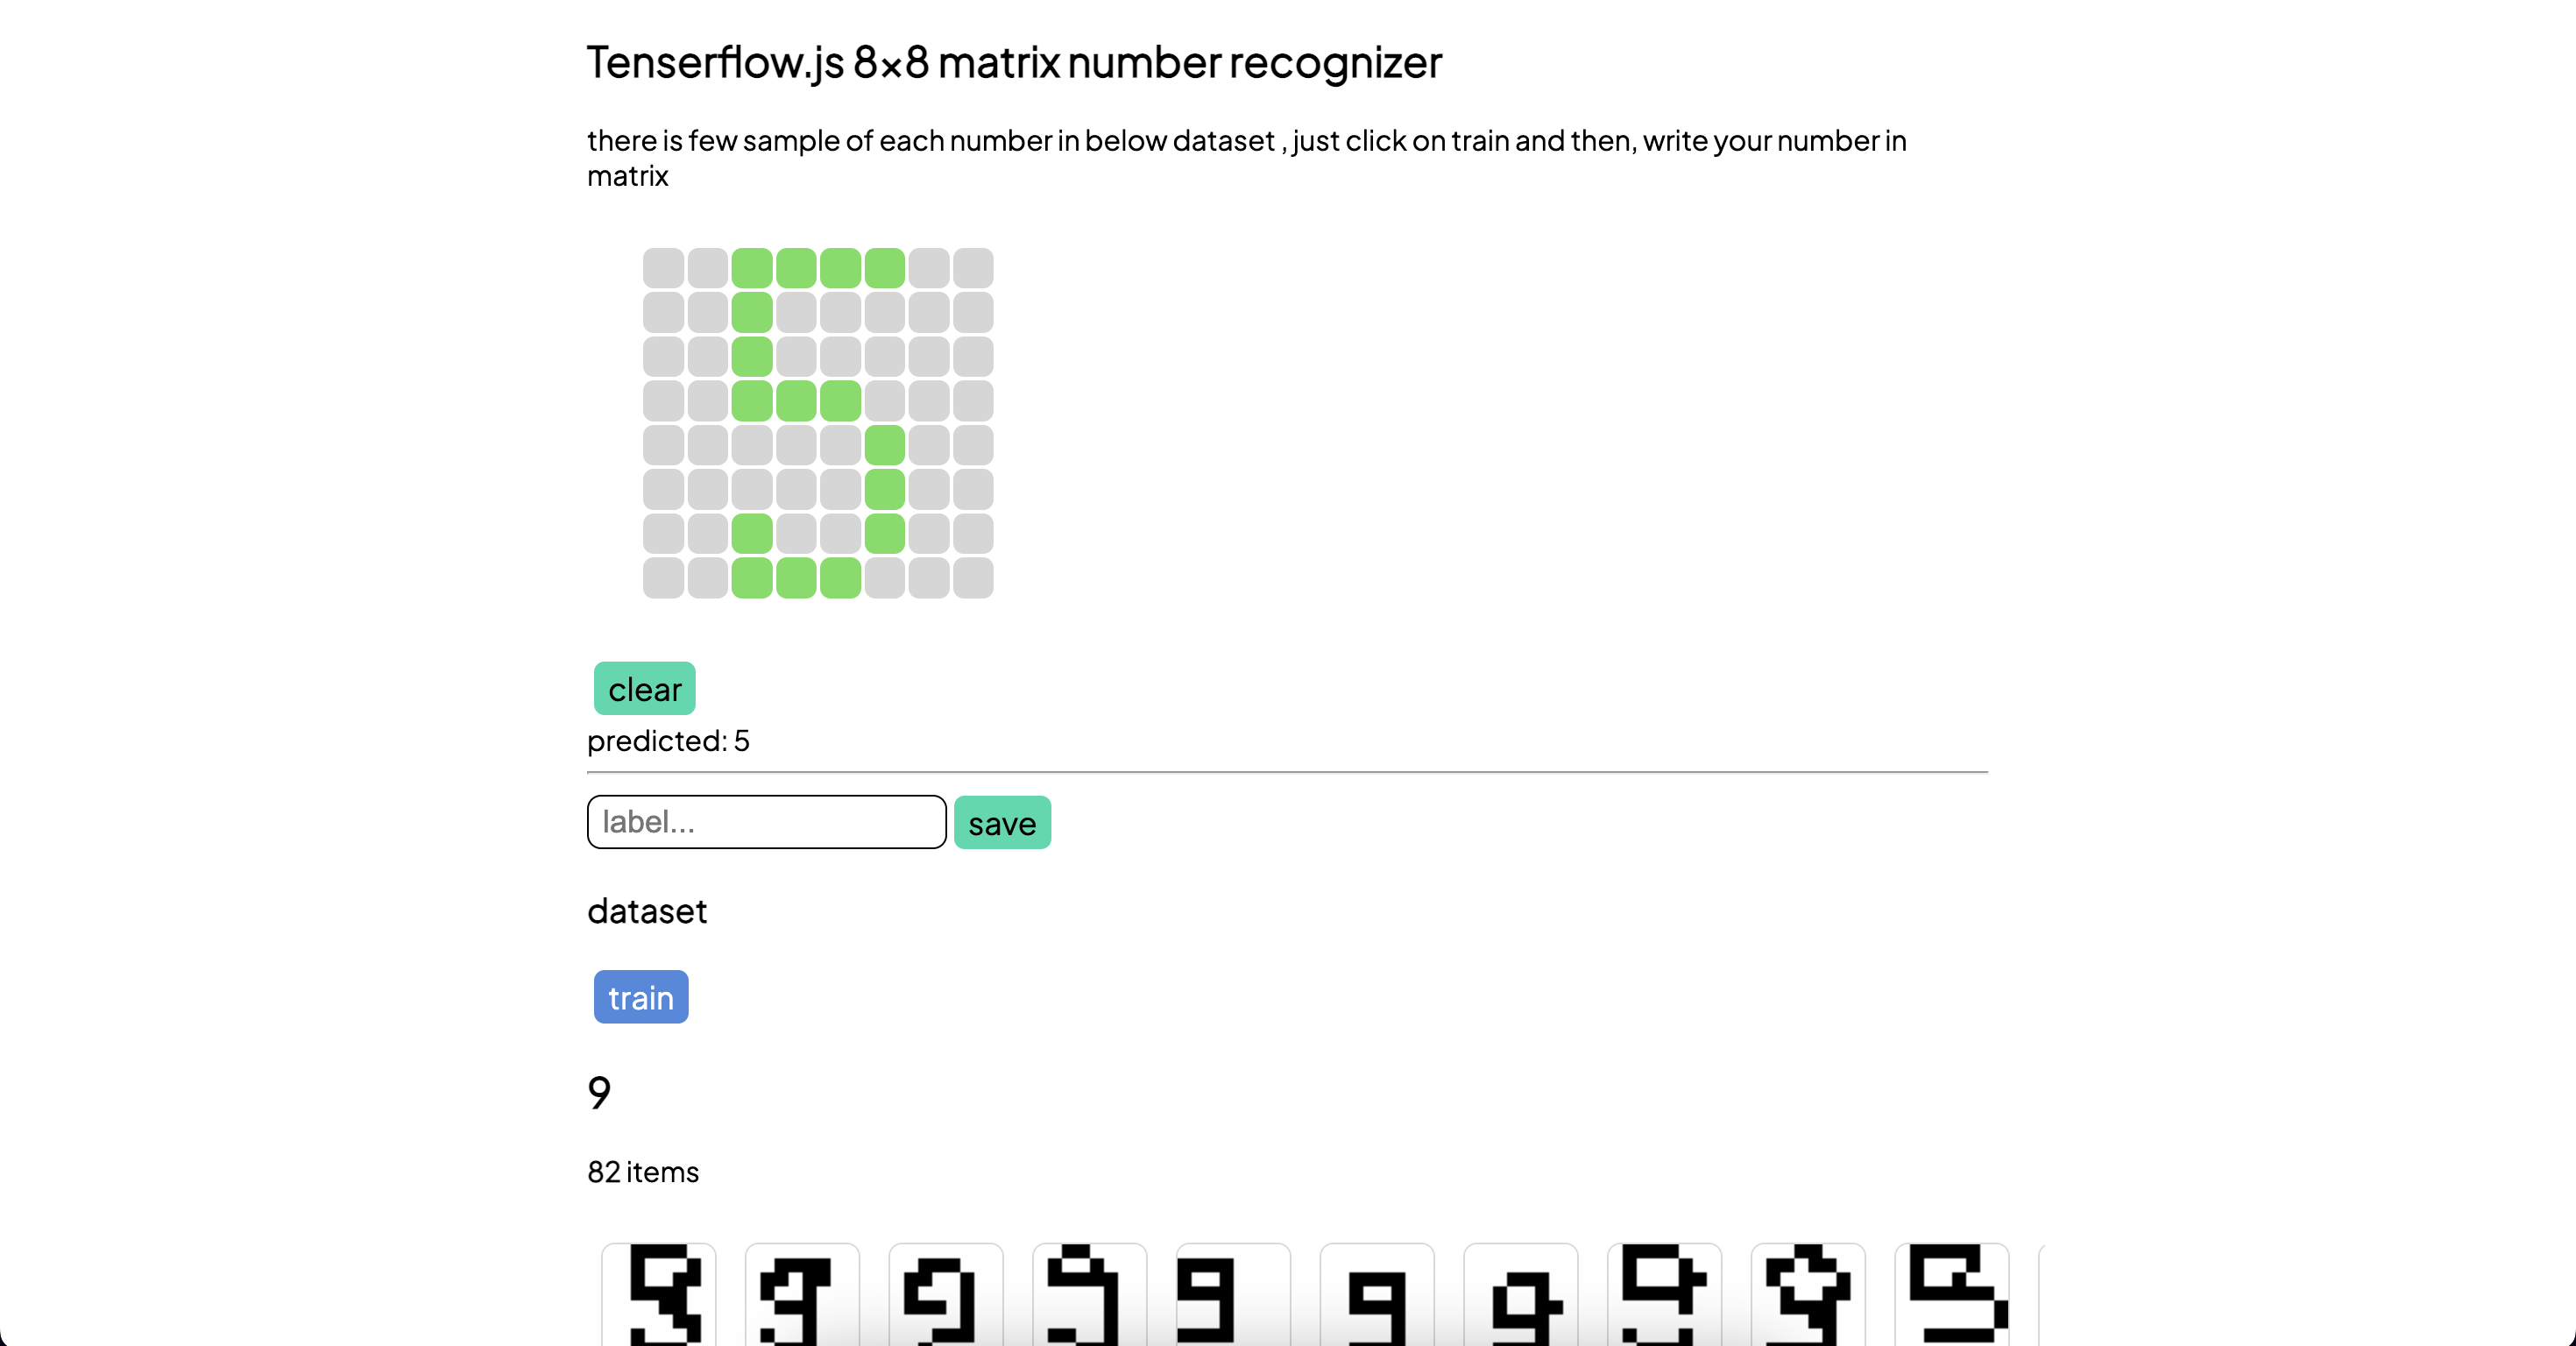 Tenserflow.js 8×8 matrix number recognizer
there is few sample of each number in below dataset , just click on train and then, write your number in
matrix
clear
predicted: 5
label...
save
dataset
train
9
82 items